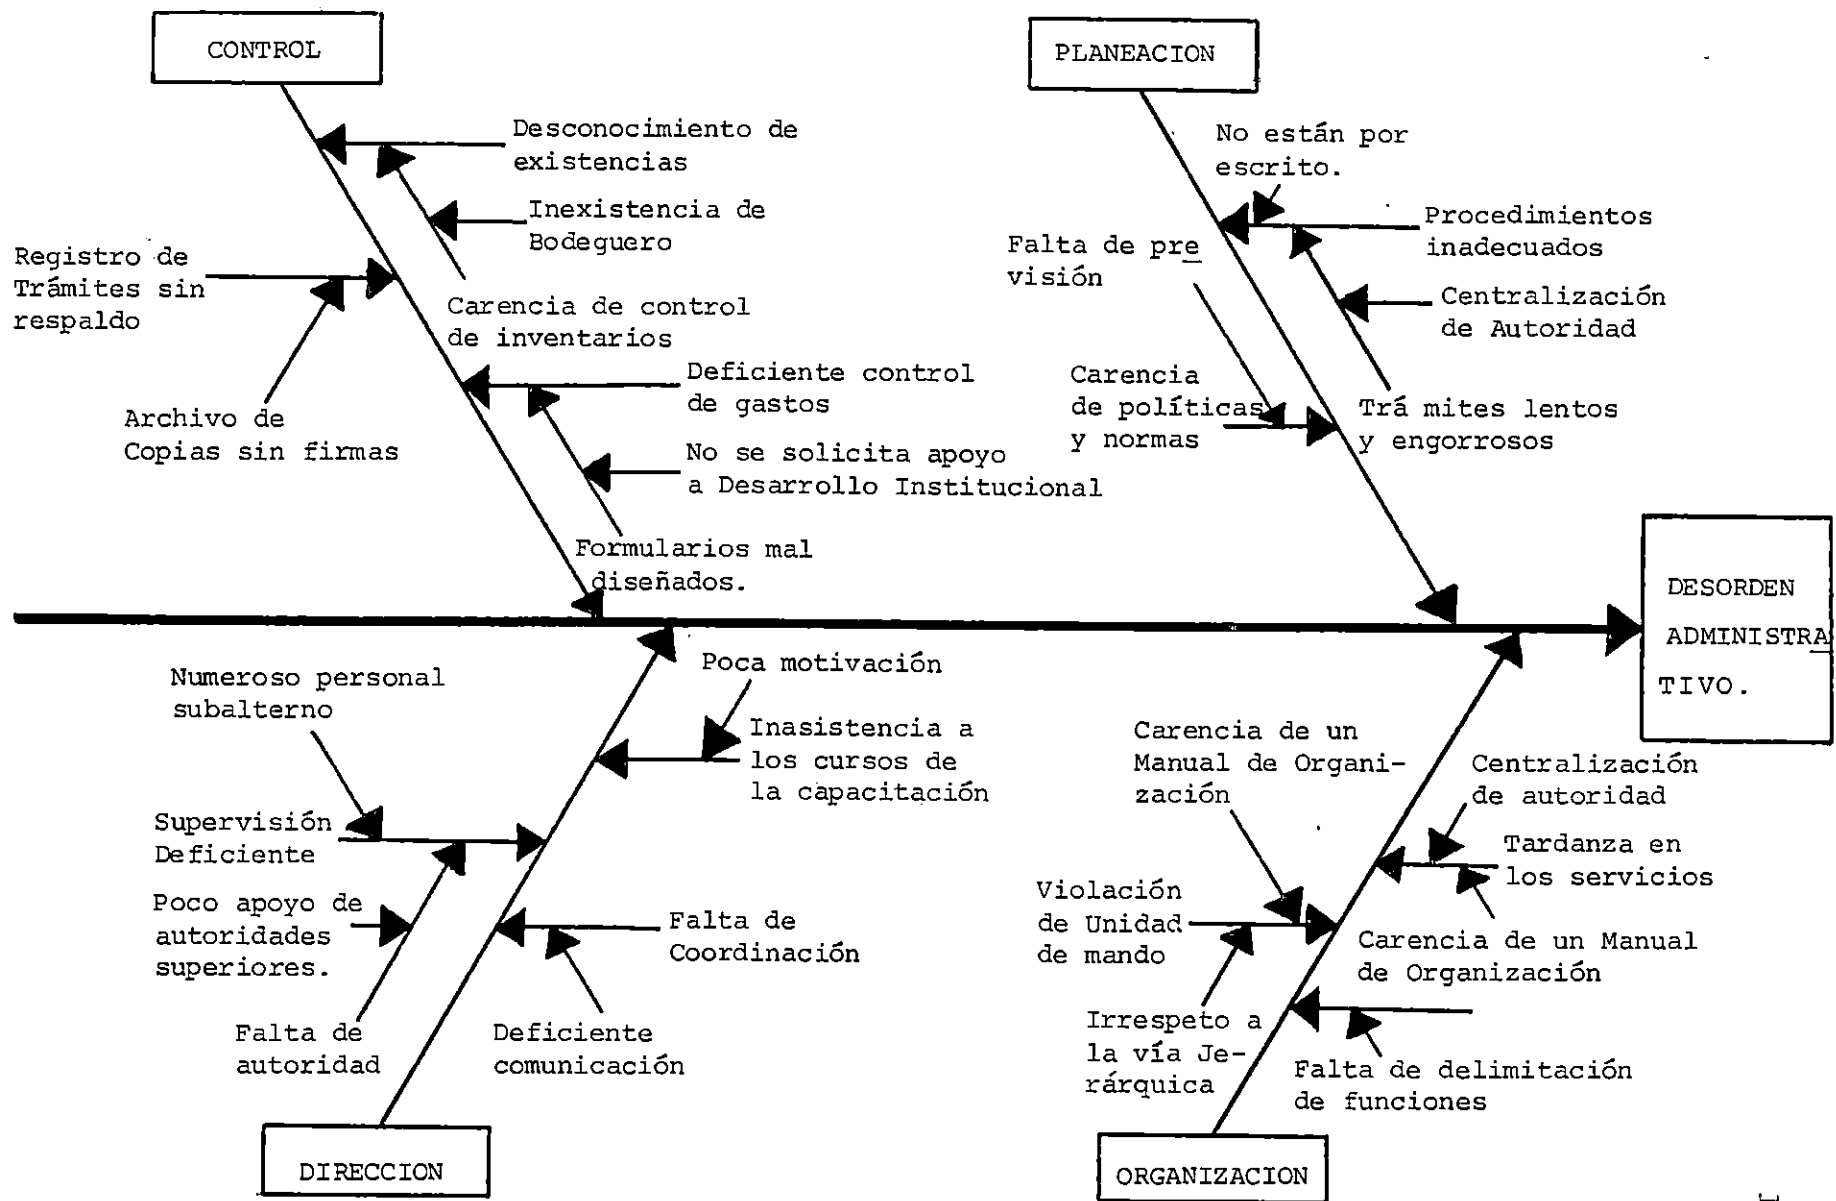 CONTROL
PLANEACION
Desconocimiento de
existencias
Inexistencia de
Bodeguero
Registro de
Trámites sin
respaldo
Carencia de control
de inventarios
Archivo de
Copias sin firmas
Deficiente control
de gastos
No se solicita apoyo
a Desarrollo Institucional
Formularios mal
diseñados.
No están por
escrito.
Procedimientos
inadecuados
Falta de pre
visión
Centralización
de Autoridad
Carencia
de políticas
y normas
Trá mites lentos
y engorrosos
DESORDEN
ADMINISTRA
TIVO.
Numeroso personal
subalterno
Poca motivación
Inasistencia a
los cursos de
la capacitación
Supervisión
Deficiente
Poco apoyo de
autoridades
superiores.
Falta de
Coordinación
Falta de
autoridad
Deficiente
comunicación
DIRECCION
Carencia de un
Manual de Organi-
zación
Centralización
de autoridad
Tardanza en
los servicios
Violación
de Unidad
de mando
Carencia de un Manual
de Organización
Irrespeto a
la vía Je-
rárquica
Falta de delimitación
de funciones
ORGANIZACION